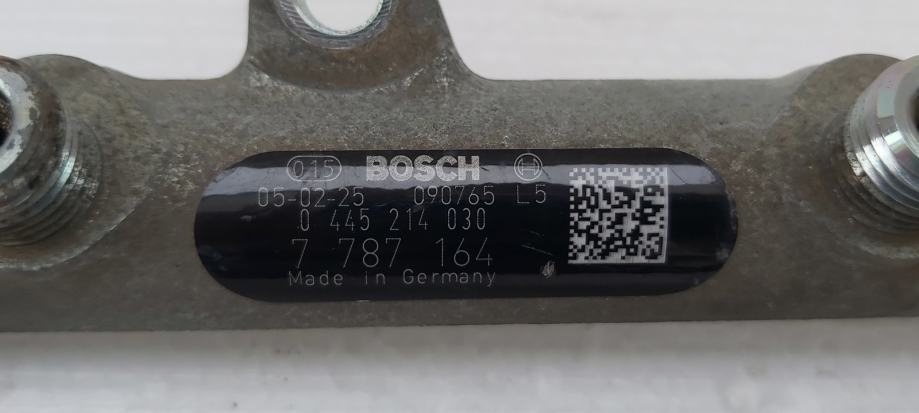 015 BOSCH
05-02-25 090765 L5
0 445 214 030
7 787 164
Made in Germany